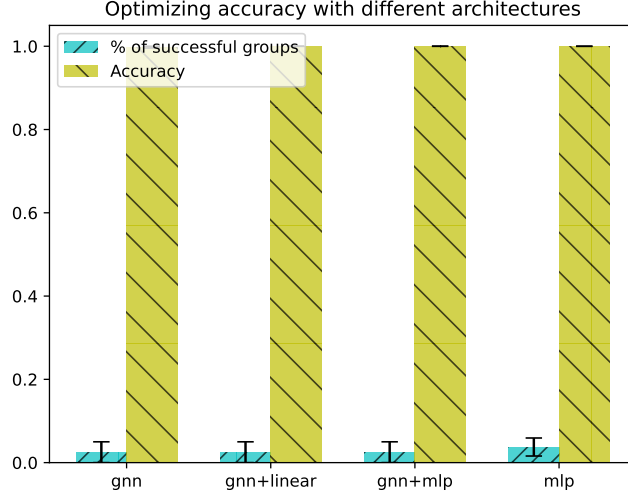 Optimizing accuracy with different architectures
% of successful groups
Accuracy
1.0
0.8
0.6
0.4
0.2
0.0
gnn
gnn+linear
gnn+mlp
mlp